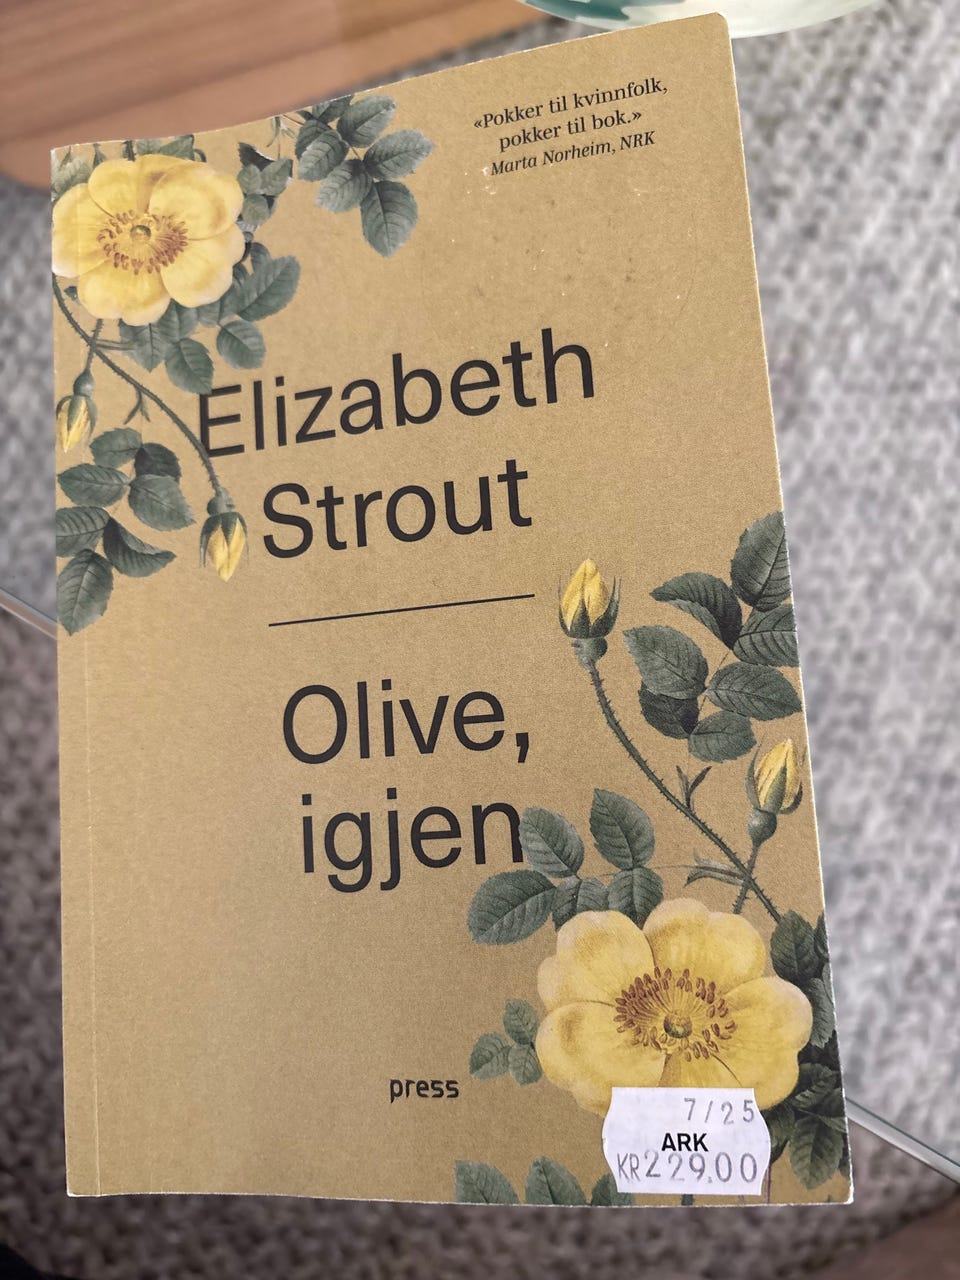 «Pokker til kvinnfolk,
pokker til bok.»
Marta Norheim, NRK
Elizabeth
Strout
Olive,
igjen
press
7/25
ARK
KR229.00